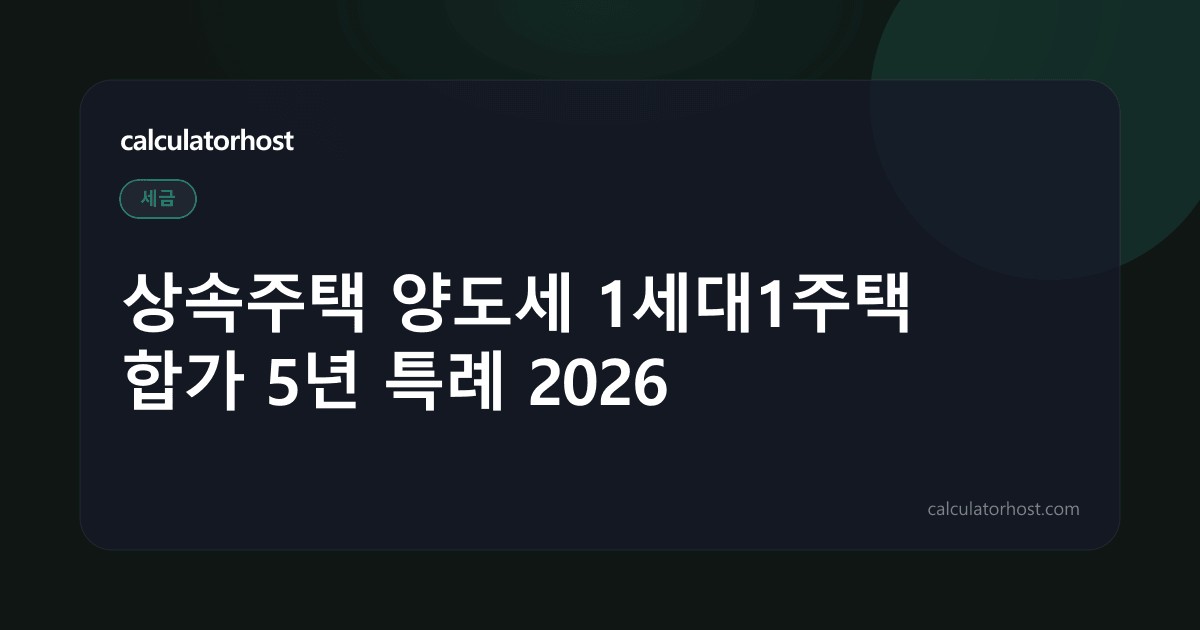 calculatorhost
세금
상속주택 양도세 1세대1주택
합가 5년 특례 2026
calculatorhost.com